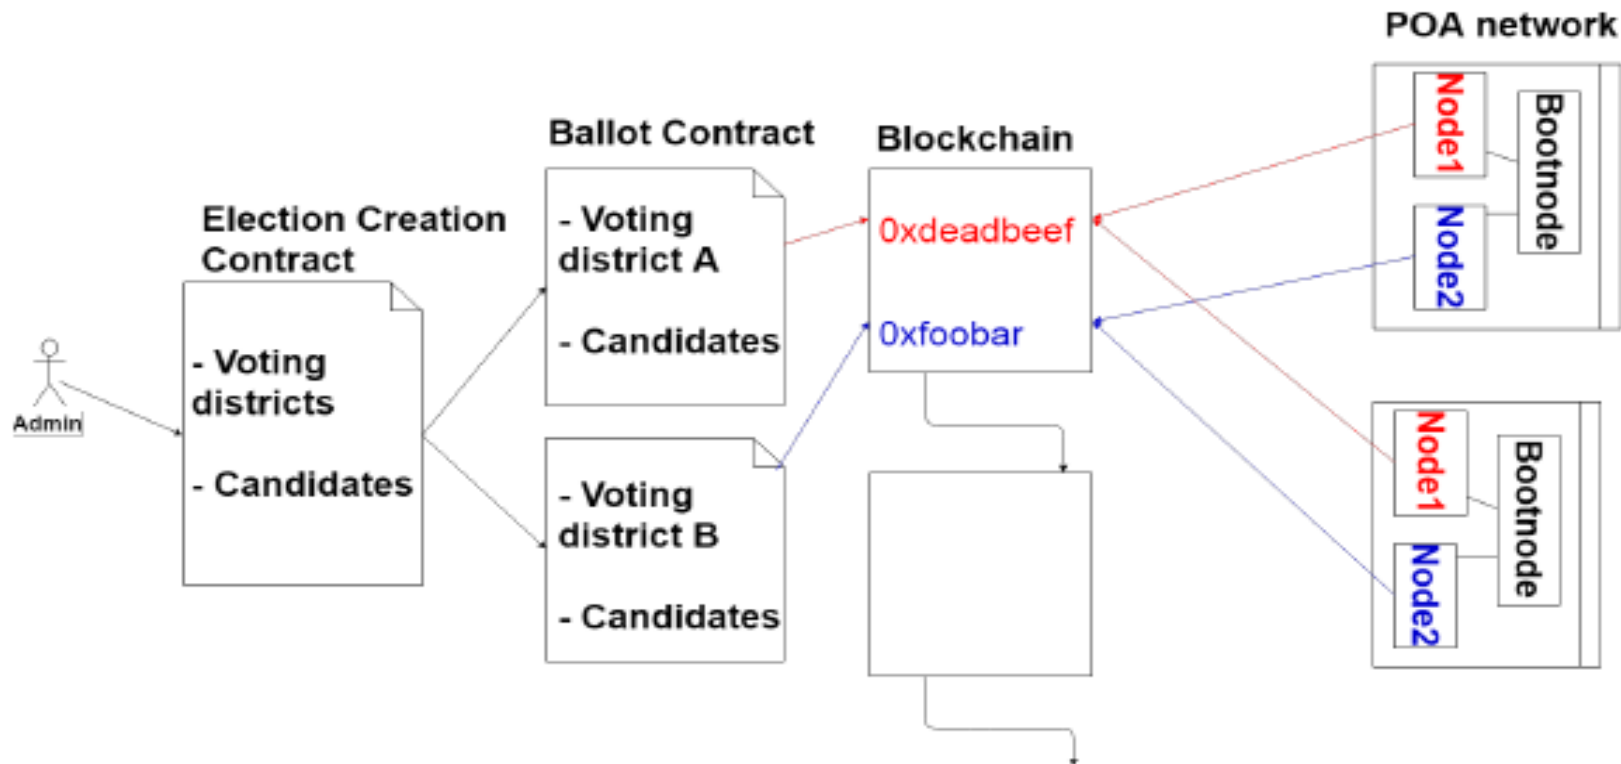 POA network
Node1
Bootnode
Node2
Ballot Contract
Blockchain
- Voting
district A
- Candidates
0xdeadbeef
0xfoobar
Election Creation
Contract
- Voting
districts
- Candidates
Admin
- Voting
district B
- Candidates
Node1
Bootnode
Node2